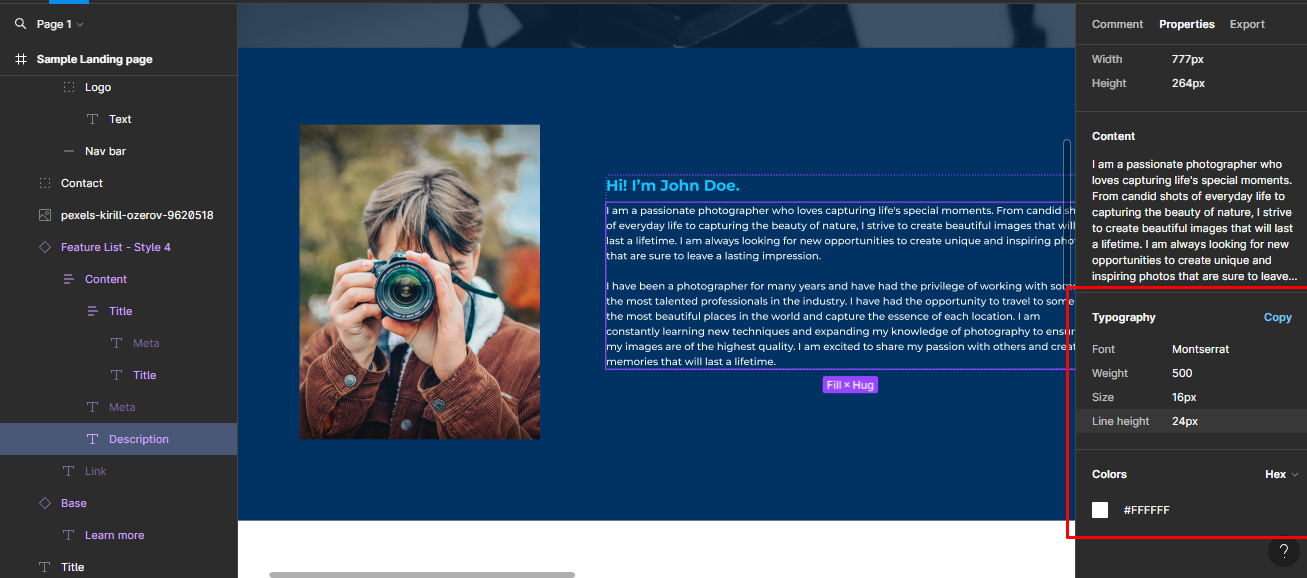 Page 1
Sample Landing page
Logo
Text
Nav bar
Contact
pexels-kirill-ozerov-9620518
Feature List - Style 4
Content
Title
Meta
Title
Meta
Description
Link
Base
Learn more
Title
Hi! I'm John Doe.
I am a passionate photographer who loves capturing life's special moments. From candid sh
of everyday life to capturing the beauty of nature, I strive to create beautiful images that will
last a lifetime. I am always looking for new opportunities to create unique and inspiring pho
that are sure to leave a lasting impression.
I have been a photographer for many years and have had the privilege of working with som
the most talented professionals in the industry. I have had the opportunity to travel to some
the most beautiful places in the world and capture the essence of each location. I am
constantly learning new techniques and expanding my knowledge of photography to ensur
my images are of the highest quality. I am excited to share my passion with others and creat
memories that will last a lifetime.
Fill × Hug
Comment Properties Export
Width 777px
Height 264px
Content
I am a passionate photographer who
loves capturing life's special moments.
From candid shots of everyday life to
capturing the beauty of nature, I strive
to create beautiful images that will last
a lifetime. I am always looking for new
opportunities to create unique and
inspiring photos that are sure to leave...
Typography Copy
Font Montserrat
Weight 500
Size 16px
Line height 24px
Colors Hex
#FFFFFF
?